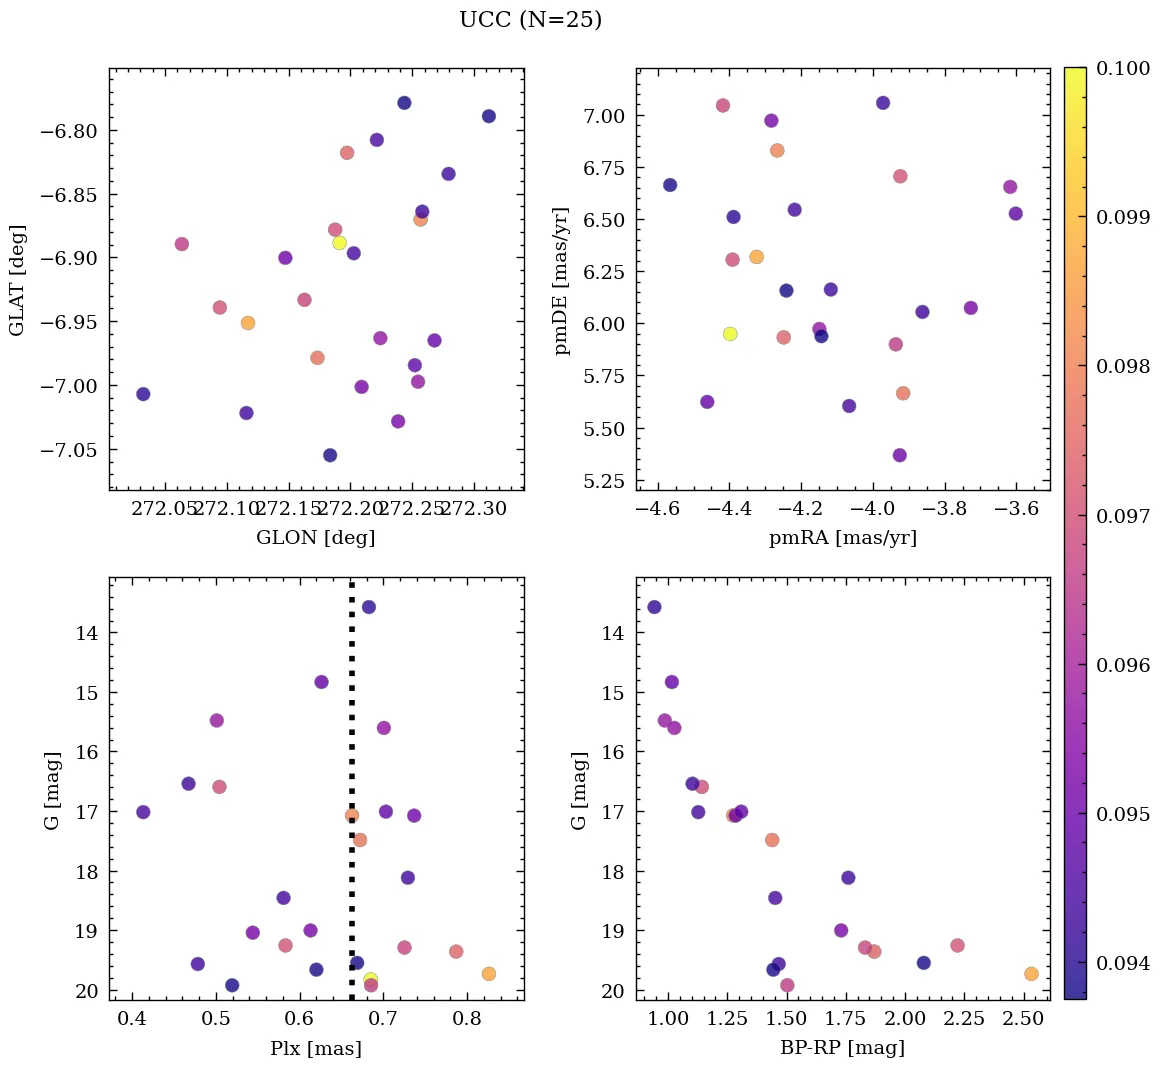 UCC (N=25)
−6.80
−6.85
−6.90
−6.95
−7.00
−7.05
GLAT [deg]
272.05 272.10 272.15 272.20 272.25 272.30
GLON [deg]
7.00
6.75
6.50
6.25
6.00
5.75
5.50
5.25
pmDE [mas/yr]
−4.6 −4.4 −4.2 −4.0 −3.8 −3.6
pmRA [mas/yr]
14
15
16
17
18
19
20
G [mag]
0.4 0.5 0.6 0.7 0.8
Plx [mas]
14
15
16
17
18
19
20
G [mag]
1.00 1.25 1.50 1.75 2.00 2.25 2.50
BP-RP [mag]
0.100
0.099
0.098
0.097
0.096
0.095
0.094